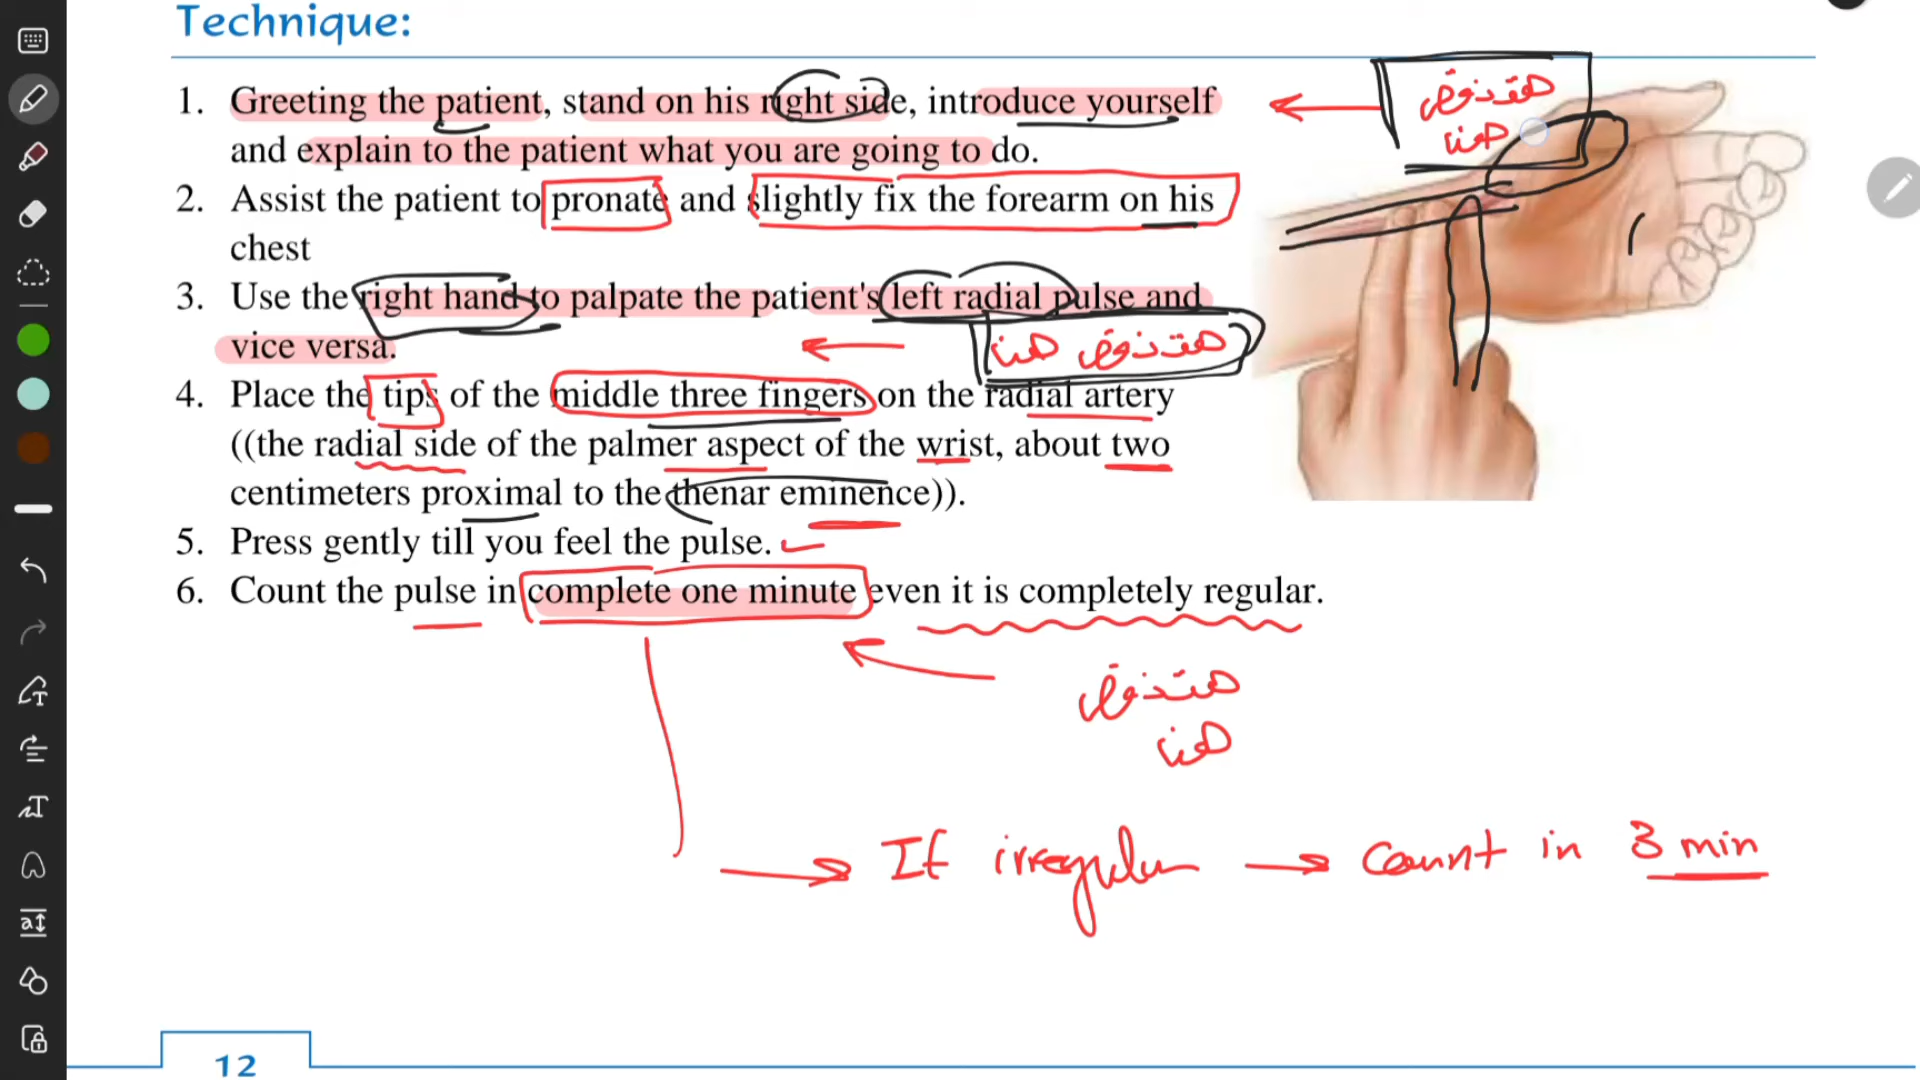 Technique:
1. Greeting the patient, stand on his right side, introduce yourself
and explain to the patient what you are going to do.
هتدنوض
هنا
2. Assist the patient to pronate and slightly fix the forearm on his
chest
3. Use the right hand to palpate the patient's left radial pulse and
vice versa.
هنا
4. Place the tips of the middle three fingers on the radial artery
((the radial side of the palmer aspect of the wrist, about two
centimeters proximal to the thenar eminence)).
5. Press gently till you feel the pulse.
6. Count the pulse in complete one minute even it is completely regular.
هنا
If irregular → Count in 3 min
12